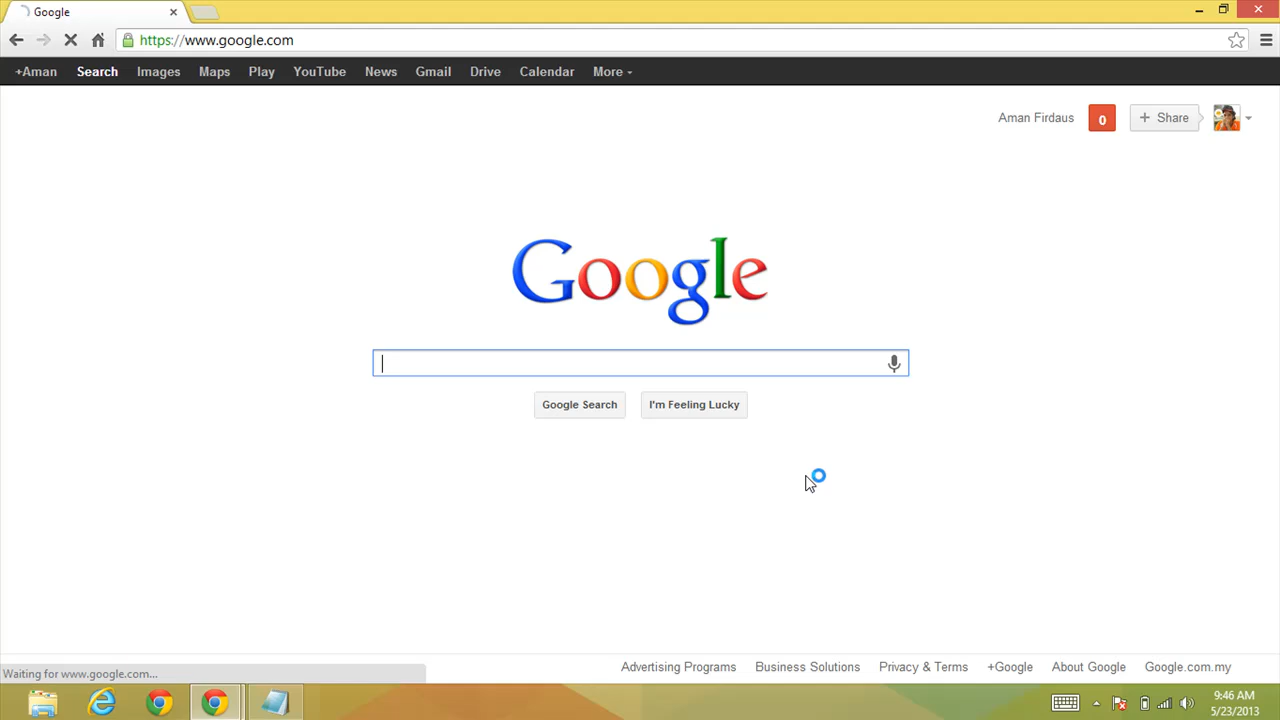 Google
https://www.google.com
+Aman Search Images Maps Play YouTube News Gmail Drive Calendar More
Aman Firdaus 0 + Share
Google
Google Search I'm Feeling Lucky
Advertising Programs Business Solutions Privacy & Terms +Google About Google Google.com.my
Waiting for www.google.com...
9:46 AM
5/23/2013